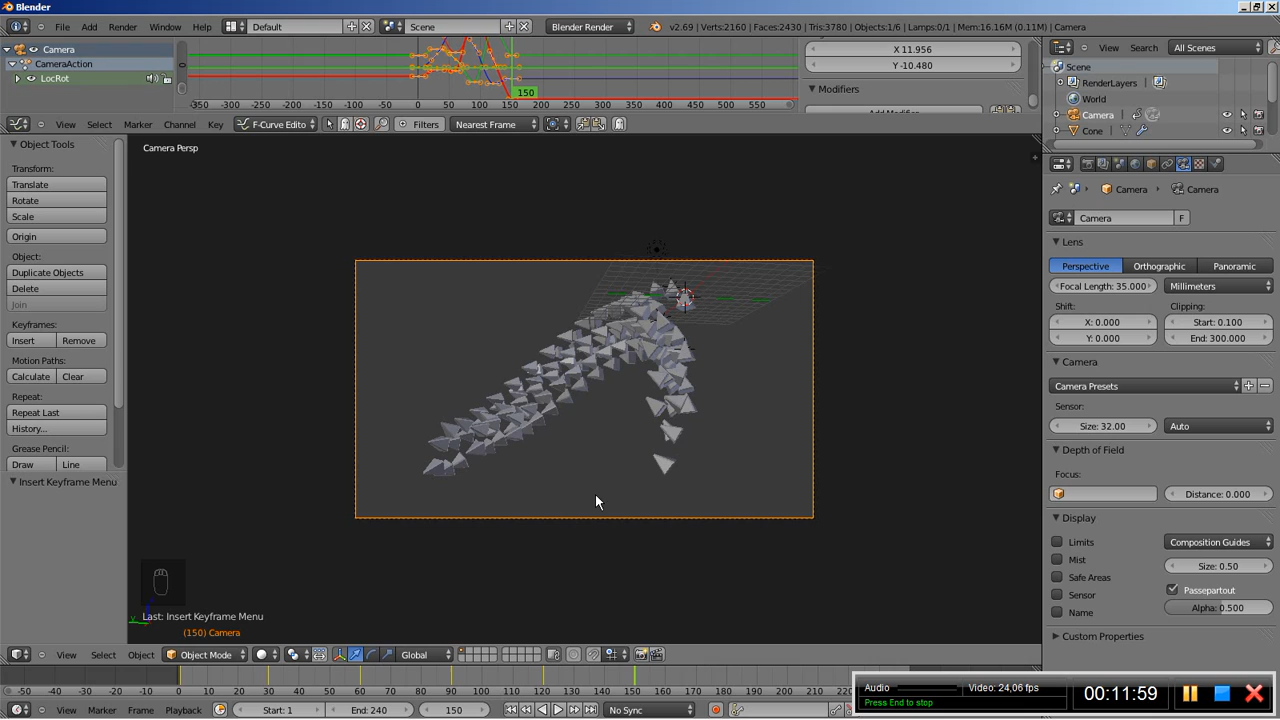 Blender
File Render Window Help Default Scene Blender Render v2.69 | Verts:2160 | Faces:2430 | Tris:3780 | Objects:1/6 | Lamps:0/1 | Mem:16.16M (0.11M) | Camera
Camera
CameraAction
LocRot
X 11.956
Y -10.480
Modifiers
150
-350 -300 -250 -200 -150 -100 -50 0 50 100 150 200 250 300 350 400 450 500 550
View Select Marker Channel Key F-Curve Edito Filters Nearest Frame
View Search All Scenes
Scene
RenderLayers
World
Camera
Cone
Object Tools
Transform:
Translate
Rotate
Scale
Origin
Object:
Duplicate Objects
Delete
Join
Keyframes:
Insert Remove
Motion Paths:
Calculate Clear
Repeat:
Repeat Last
History...
Grease Pencil:
Draw Line
Insert Keyframe Menu
Camera Persp
Last: Insert Keyframe Menu
(150) Camera
Camera Camera
Camera F
Lens
Perspective Orthographic Panoramic
Focal Length: 35.000 Millimeters
Shift: Clipping:
X: 0.000 Start: 0.100
Y: 0.000 End: 300.000
Camera
Camera Presets
Sensor:
Size: 32.00 Auto
Depth of Field
Focus:
Distance: 0.000
Display
Limits Composition Guides
Mist Size: 0.50
Safe Areas
Sensor Passepartout
Name Alpha: 0.500
Custom Properties
View Select Object Object Mode Global
-50 -40 -30 -20 -10 0 10 20 30 40 50 60 70 80 90 100 110 120 130 140 150 160 170 180 190 200 210
View Marker Frame Playback Start: 1 End: 240 150 No Sync
Audio Video: 24,06 fps
Press End to stop
00:11:59